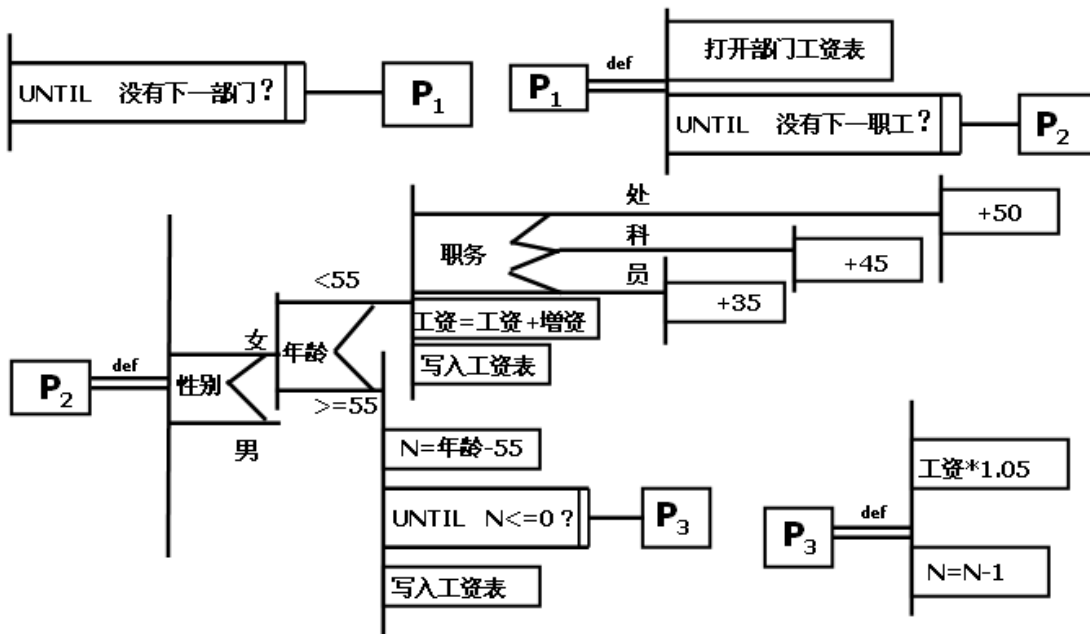 UNTIL 没有下一部门?
P1
P1
def
打开部门工资表
UNTIL 没有下一职工?
P2
P2
def
性别
女
男
年龄
<55
>=55
职务
处
+50
科
+45
员
+35
工资=工资+增资
写入工资表
N=年龄-55
UNTIL N<=0?
P3
写入工资表
P3
def
工资*1.05
N=N-1